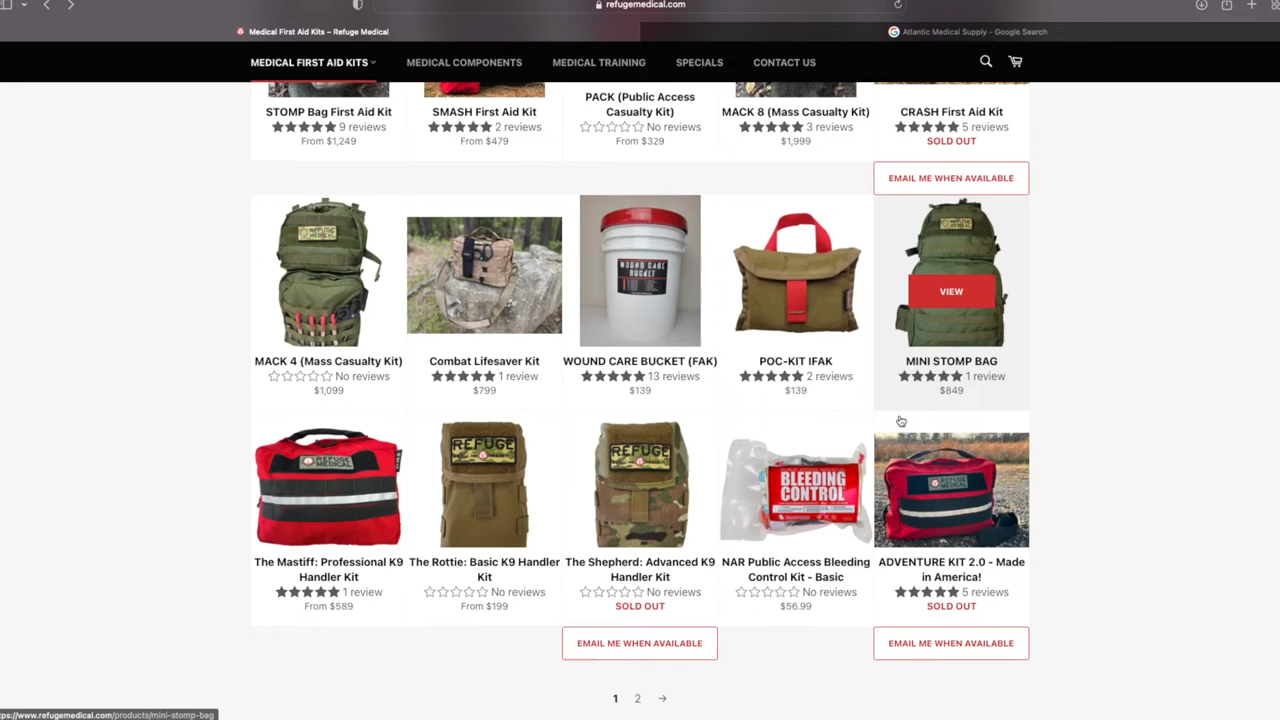 refugemedical.com
Medical First Aid Kits – Refuge Medical
Atlantic Medical Supply - Google Search
MEDICAL FIRST AID KITS
MEDICAL COMPONENTS
MEDICAL TRAINING
SPECIALS
CONTACT US
STOMP Bag First Aid Kit
9 reviews
From $1,249
SMASH First Aid Kit
2 reviews
From $479
PACK (Public Access
Casualty Kit)
No reviews
From $329
MACK 8 (Mass Casualty Kit)
3 reviews
$1,999
CRASH First Aid Kit
5 reviews
SOLD OUT
EMAIL ME WHEN AVAILABLE
MACK 4 (Mass Casualty Kit)
No reviews
$1,099
Combat Lifesaver Kit
1 review
$799
WOUND CARE
BUCKET
WOUND CARE BUCKET (FAK)
13 reviews
$139
POC-KIT IFAK
2 reviews
$139
VIEW
MINI STOMP BAG
1 review
$849
REFUGE
MEDICAL
The Mastiff: Professional K9
Handler Kit
1 review
From $589
REFUGE
The Rottie: Basic K9 Handler
Kit
No reviews
From $199
REFUGE
The Shepherd: Advanced K9
Handler Kit
No reviews
SOLD OUT
EMAIL ME WHEN AVAILABLE
BLEEDING
CONTROL
NAR Public Access Bleeding
Control Kit - Basic
No reviews
$56.99
ADVENTURE KIT 2.0 - Made
in America!
5 reviews
SOLD OUT
EMAIL ME WHEN AVAILABLE
1 2 →
ps://www.refugemedical.com/products/mini-stomp-bag